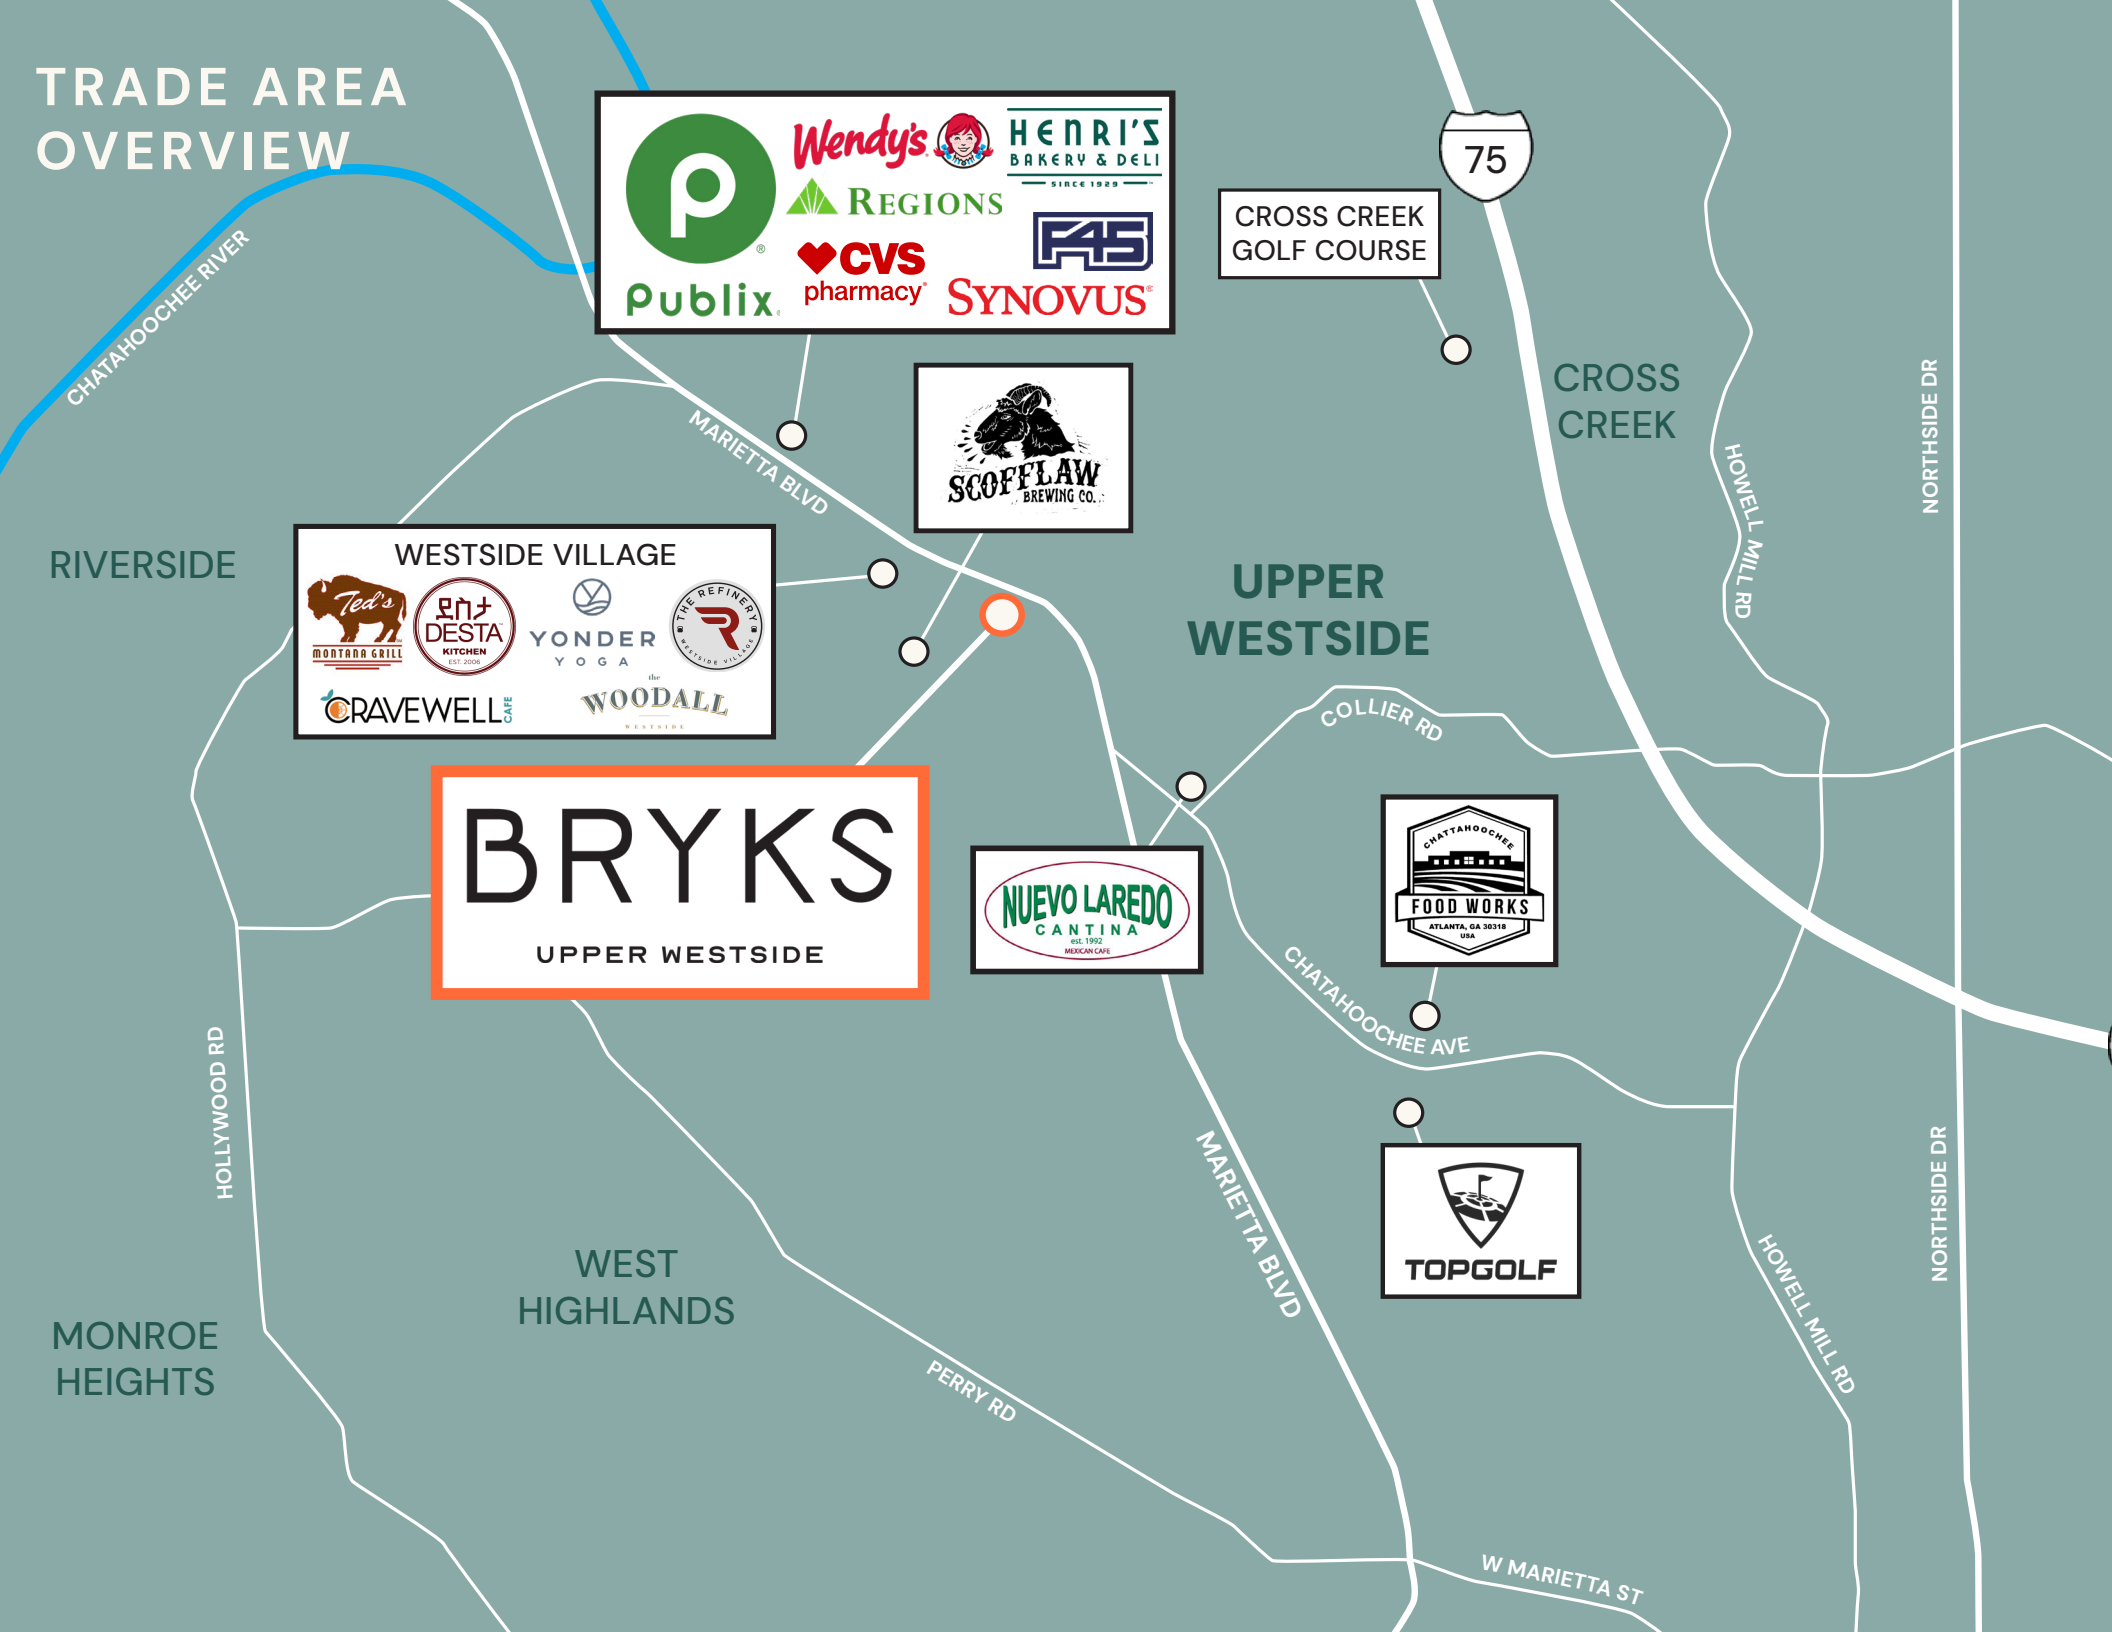 TRADE AREA
OVERVIEW
CHATAHOOCHEE RIVER
Publix
Wendy's
HENRI'S
BAKERY & DELI
SINCE 1929
REGIONS
F45
CVS
pharmacy
SYNOVUS
75
CROSS CREEK
GOLF COURSE
CROSS
CREEK
NORTHSIDE DR
HOWELL MILL RD
MARIETTA BLVD
SCOFFLAW
BREWING CO.
RIVERSIDE
WESTSIDE VILLAGE
Ted's
MONTANA GRILL
ደስታ
DESTA
KITCHEN
EST. 2006
YONDER
YOGA
THE REFINERY
R
WESTSIDE VILLAGE
CRAVEWELL
CAFE
the
WOODALL
WESTSIDE
UPPER
WESTSIDE
COLLIER RD
BRYKS
UPPER WESTSIDE
NUEVO LAREDO
CANTINA
est. 1992
MEXICAN CAFE
CHATTAHOOCHEE
FOOD WORKS
ATLANTA, GA 30318
USA
CHATAHOOCHEE AVE
HOLLYWOOD RD
TOPGOLF
MARIETTA BLVD
NORTHSIDE DR
HOWELL MILL RD
WEST
HIGHLANDS
MONROE
HEIGHTS
PERRY RD
W MARIETTA ST